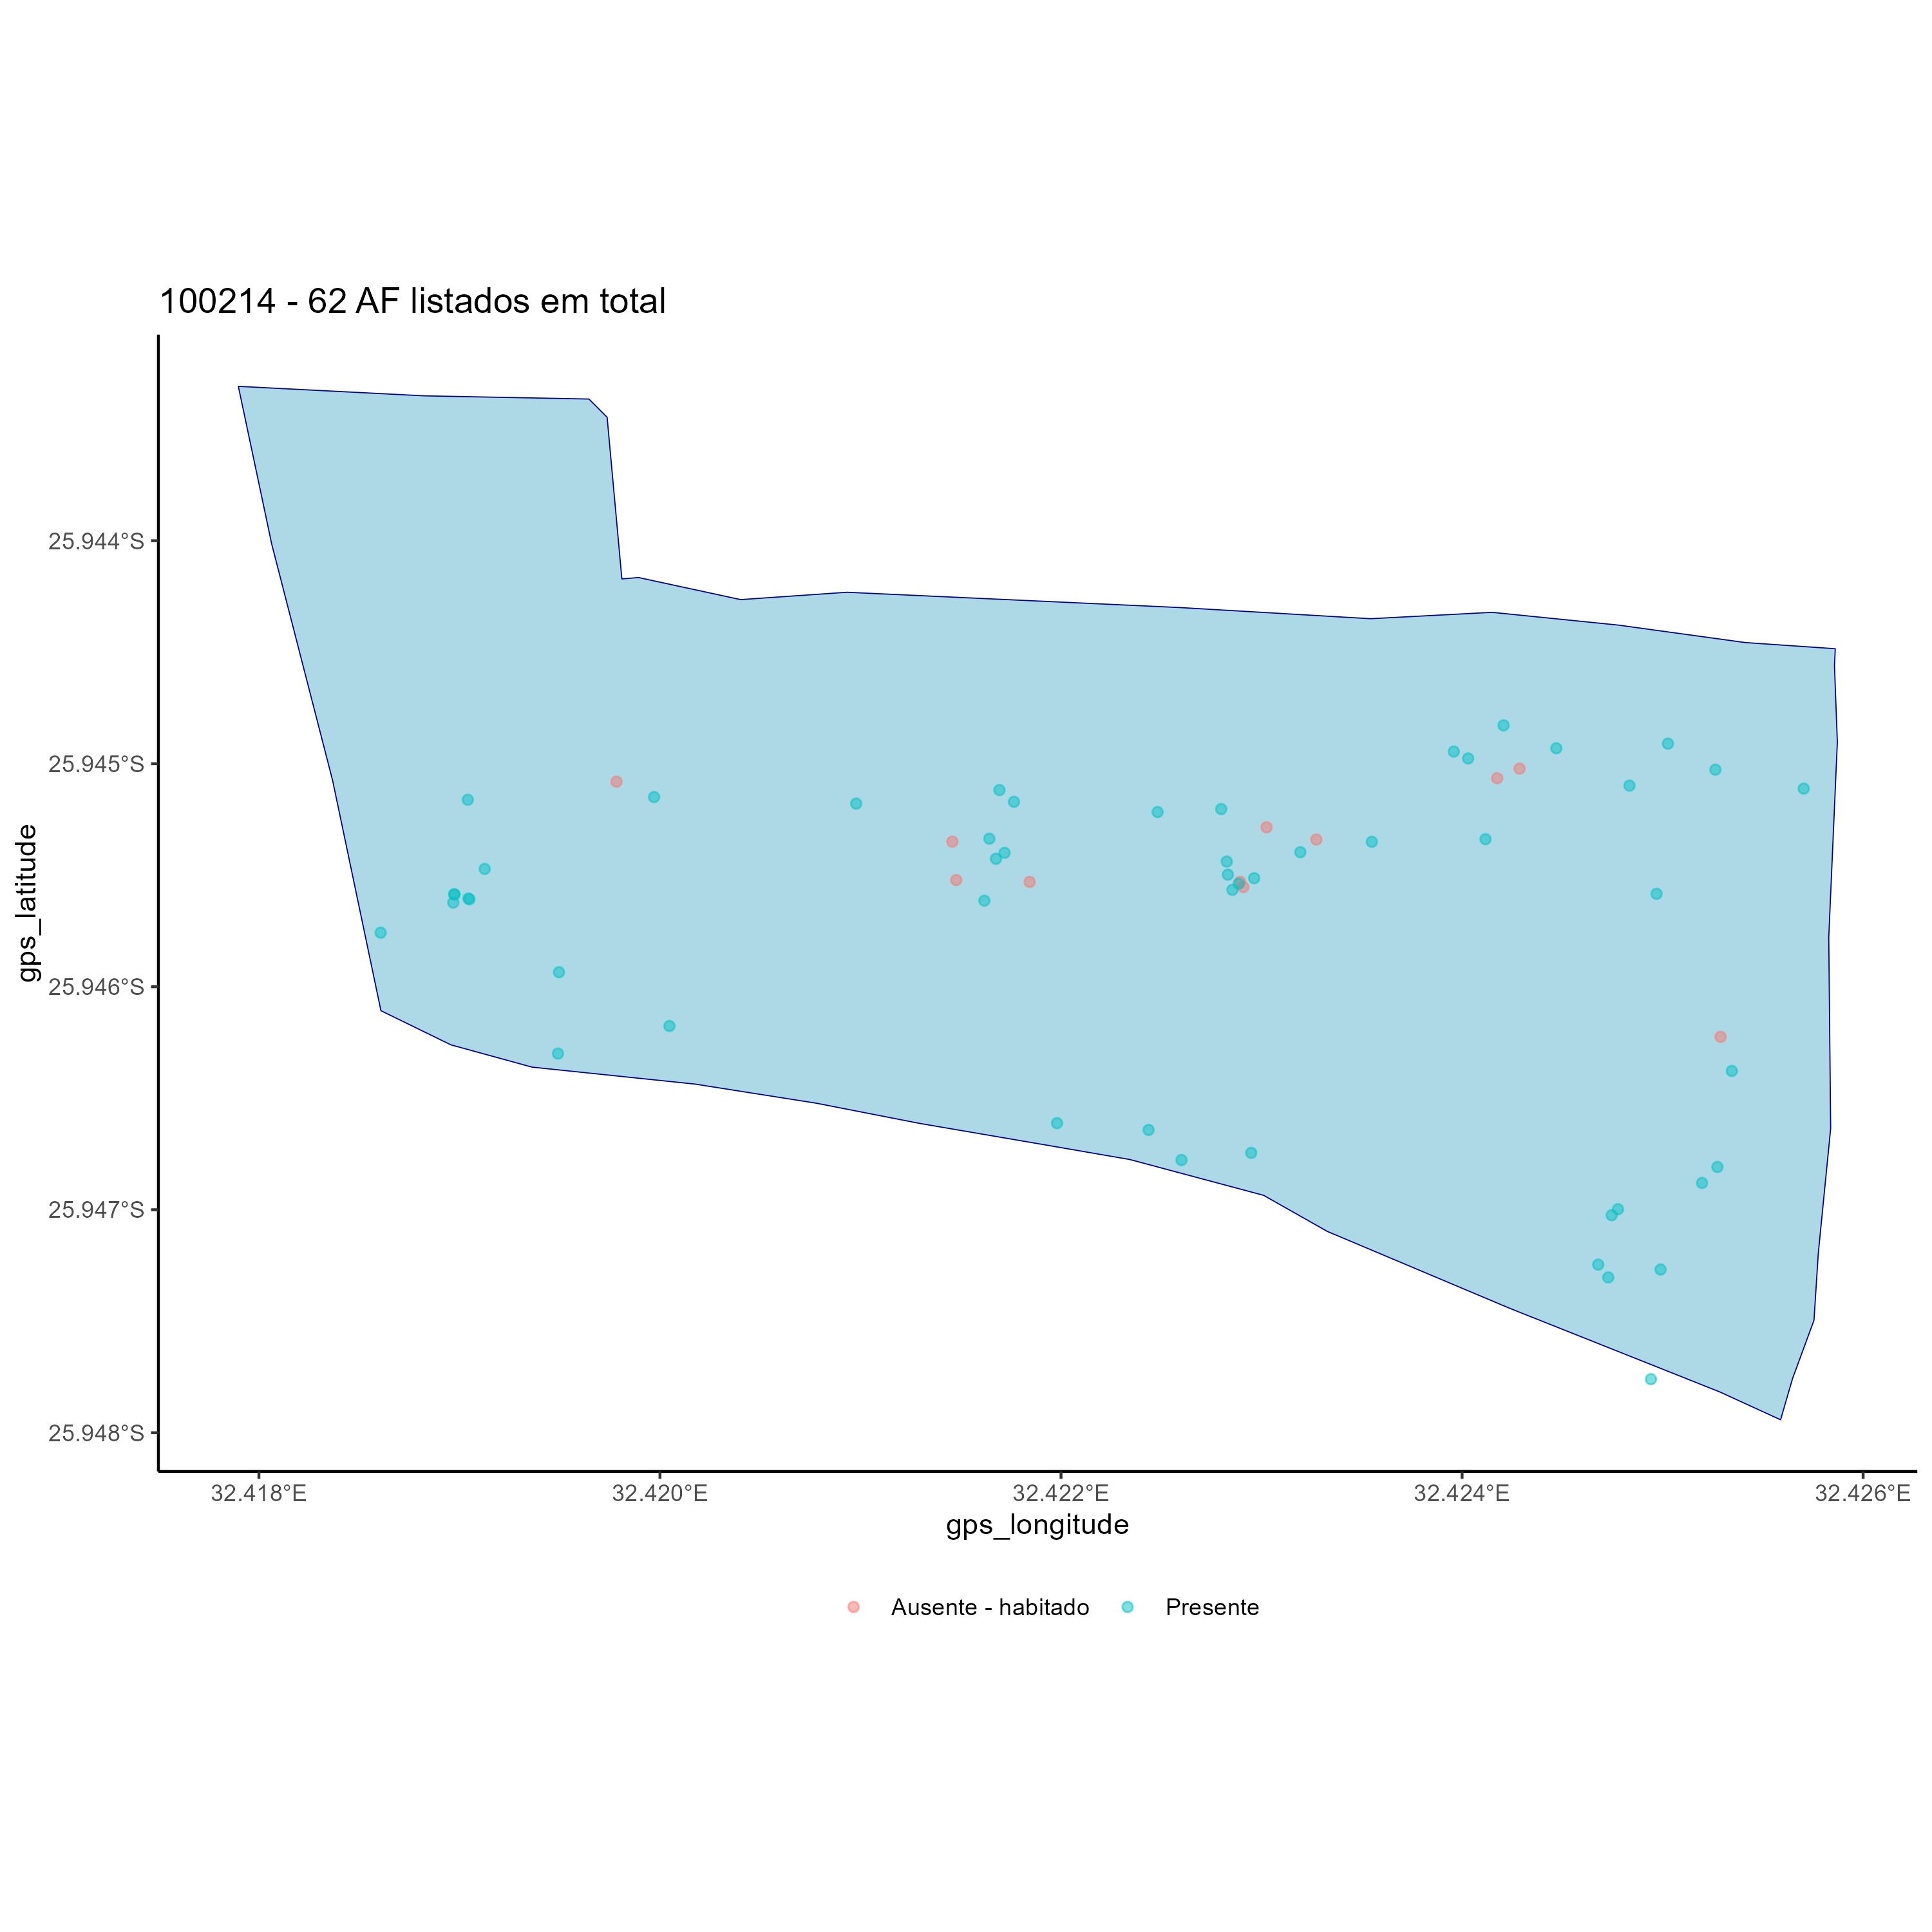 100214 - 62 AF listados em total
gps_latitude
25.944°S
25.945°S
25.946°S
25.947°S
25.948°S
32.418°E
32.420°E
32.422°E
32.424°E
32.426°E
gps_longitude
Ausente - habitado
Presente